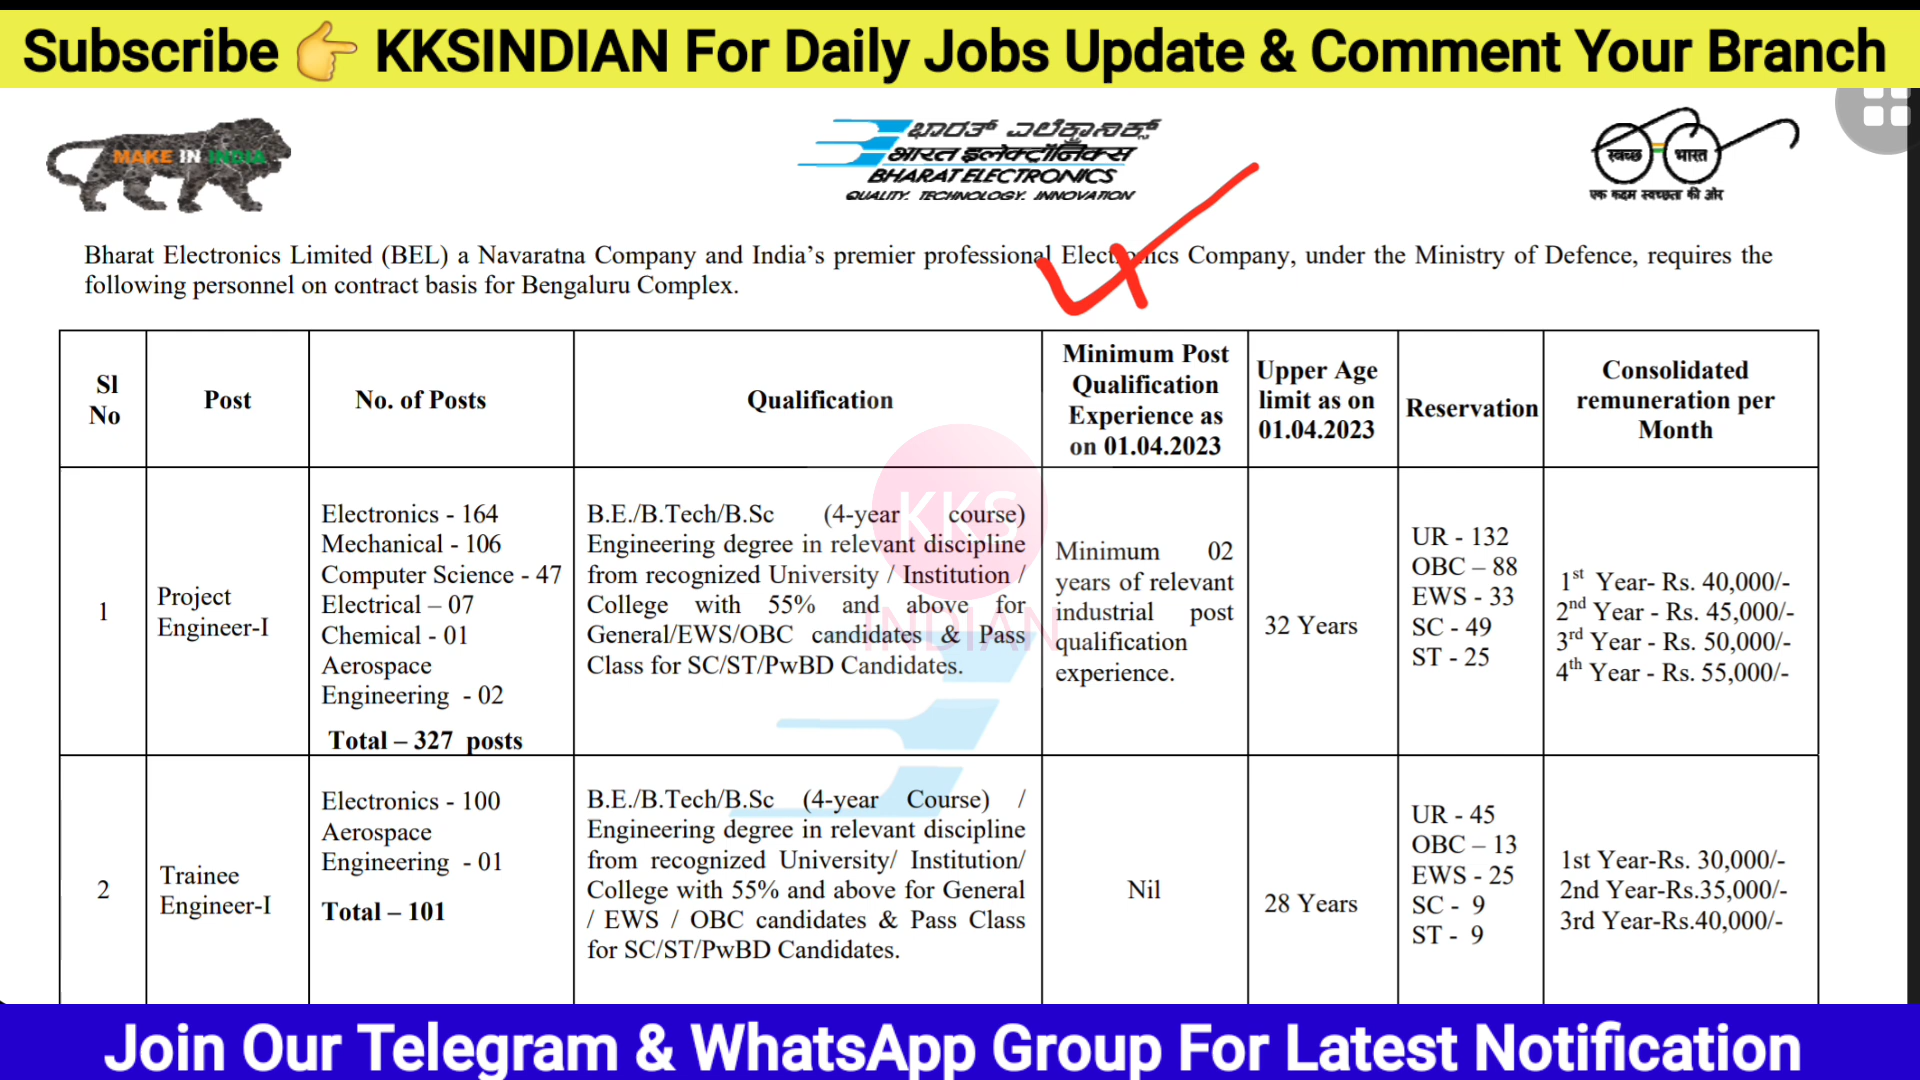 Subscribe 👉 KKSINDIAN For Daily Jobs Update & Comment Your Branch
MAKE IN INDIA
ಭಾರತ್ ಎಲೆಕ್ಟ್ರಾನಿಕ್ಸ್
भारत इलेक्ट्रॉनिक्स
BHARAT ELECTRONICS
QUALITY. TECHNOLOGY. INNOVATION
स्वच्छ भारत
एक कदम स्वच्छता की ओर
Bharat Electronics Limited (BEL) a Navaratna Company and India’s premier professional Electronics Company, under the Ministry of Defence, requires the
following personnel on contract basis for Bengaluru Complex.
Sl
No
Post
No. of Posts
Qualification
Minimum Post
Qualification
Experience as
on 01.04.2023
Upper Age
limit as on
01.04.2023
Reservation
Consolidated
remuneration per
Month
1
Project
Engineer-I
Electronics - 164
Mechanical - 106
Computer Science - 47
Electrical – 07
Chemical - 01
Aerospace
Engineering - 02
Total – 327 posts
B.E./B.Tech/B.Sc (4-year course)
Engineering degree in relevant discipline
from recognized University / Institution /
College with 55% and above for
General/EWS/OBC candidates & Pass
Class for SC/ST/PwBD Candidates.
Minimum 02
years of relevant
industrial post
qualification
experience.
32 Years
UR - 132
OBC – 88
EWS - 33
SC - 49
ST - 25
1st Year- Rs. 40,000/-
2nd Year - Rs. 45,000/-
3rd Year - Rs. 50,000/-
4th Year - Rs. 55,000/-
KKS
INDIAN
2
Trainee
Engineer-I
Electronics - 100
Aerospace
Engineering - 01
Total – 101
B.E./B.Tech/B.Sc (4-year Course) /
Engineering degree in relevant discipline
from recognized University/ Institution/
College with 55% and above for General
/ EWS / OBC candidates & Pass Class
for SC/ST/PwBD Candidates.
Nil
28 Years
UR - 45
OBC – 13
EWS - 25
SC - 9
ST - 9
1st Year-Rs. 30,000/-
2nd Year-Rs.35,000/-
3rd Year-Rs.40,000/-
Join Our Telegram & WhatsApp Group For Latest Notification